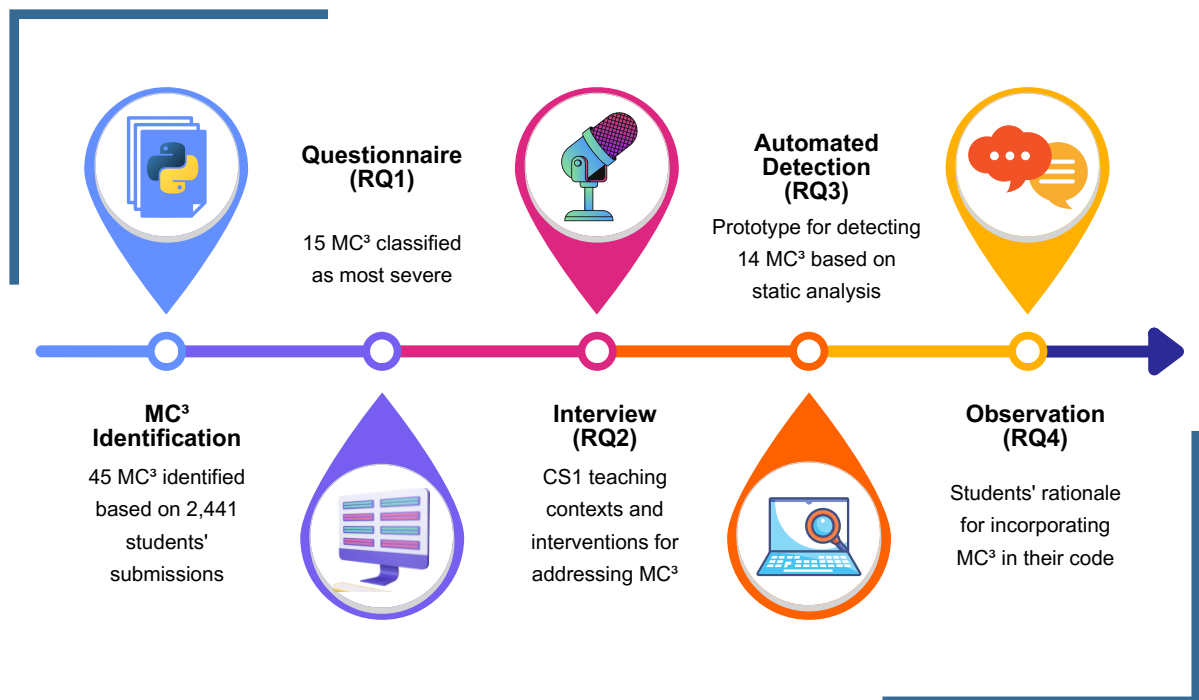 MC³
Identification
45 MC³ identified
based on 2,441
students'
submissions
Questionnaire
(RQ1)
15 MC³ classified
as most severe
Interview
(RQ2)
CS1 teaching
contexts and
interventions for
addressing MC³
Automated
Detection
(RQ3)
Prototype for detecting
14 MC³ based on
static analysis
Observation
(RQ4)
Students' rationale
for incorporating
MC³ in their code